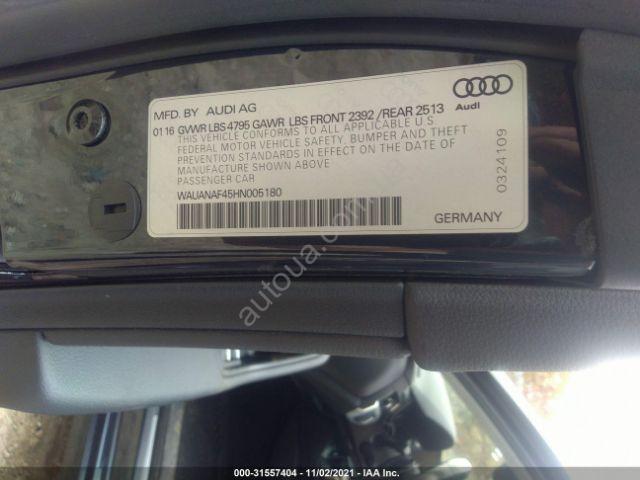 MFD. BY AUDI AG
01 16 GVWR LBS 4795 GAWR LBS FRONT 2392 / REAR 2513
THIS VEHICLE CONFORMS TO ALL APPLICABLE U.S.
FEDERAL MOTOR VEHICLE SAFETY, BUMPER AND THEFT
PREVENTION STANDARDS IN EFFECT ON THE DATE OF
MANUFACTURE SHOWN ABOVE.
PASSENGER CAR
WAUANAF45HN005180
Audi
0324109
GERMANY
autoua.com
000-31557404 - 11/02/2021 - IAA Inc.